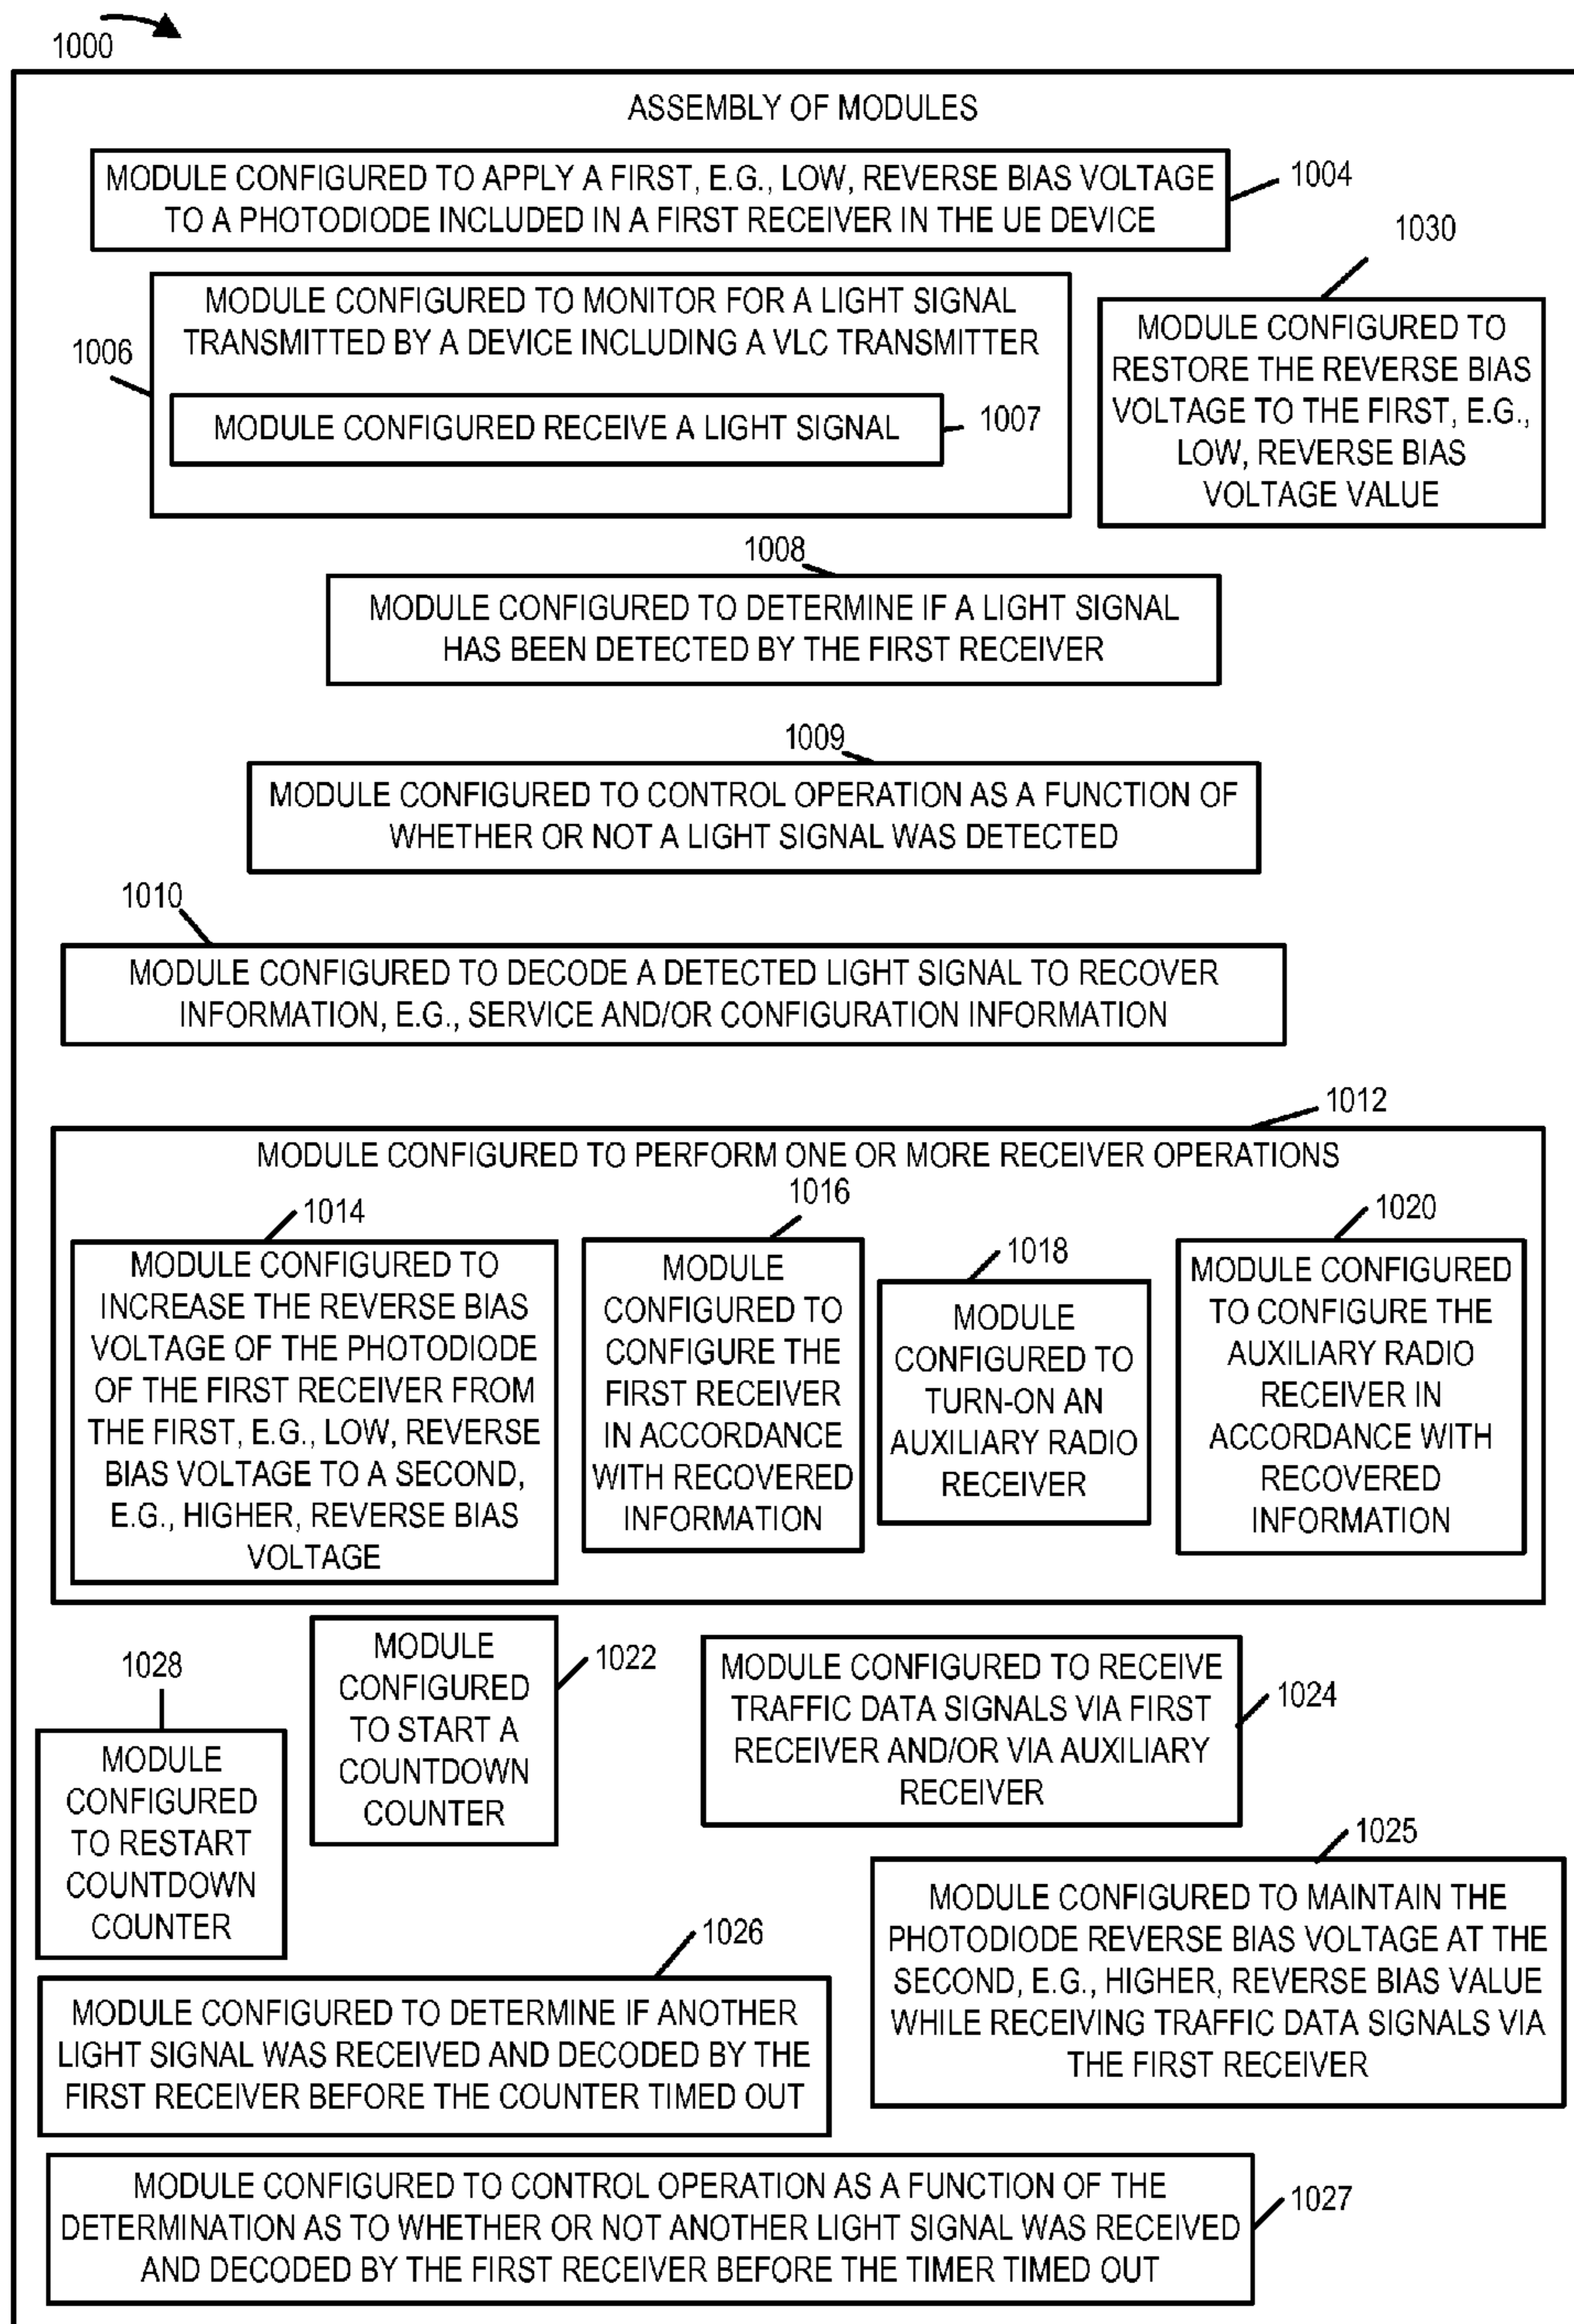 1000
ASSEMBLY OF MODULES
MODULE CONFIGURED TO APPLY A FIRST, E.G., LOW, REVERSE BIAS VOLTAGE
TO A PHOTODIODE INCLUDED IN A FIRST RECEIVER IN THE UE DEVICE
1004
1030
MODULE CONFIGURED TO MONITOR FOR A LIGHT SIGNAL
TRANSMITTED BY A DEVICE INCLUDING A VLC TRANSMITTER
1006
MODULE CONFIGURED RECEIVE A LIGHT SIGNAL
1007
MODULE CONFIGURED TO
RESTORE THE REVERSE BIAS
VOLTAGE TO THE FIRST, E.G.,
LOW, REVERSE BIAS
VOLTAGE VALUE
1008
MODULE CONFIGURED TO DETERMINE IF A LIGHT SIGNAL
HAS BEEN DETECTED BY THE FIRST RECEIVER
1009
MODULE CONFIGURED TO CONTROL OPERATION AS A FUNCTION OF
WHETHER OR NOT A LIGHT SIGNAL WAS DETECTED
1010
MODULE CONFIGURED TO DECODE A DETECTED LIGHT SIGNAL TO RECOVER
INFORMATION, E.G., SERVICE AND/OR CONFIGURATION INFORMATION
1012
MODULE CONFIGURED TO PERFORM ONE OR MORE RECEIVER OPERATIONS
1014
MODULE CONFIGURED TO
INCREASE THE REVERSE BIAS
VOLTAGE OF THE PHOTODIODE
OF THE FIRST RECEIVER FROM
THE FIRST, E.G., LOW, REVERSE
BIAS VOLTAGE TO A SECOND,
E.G., HIGHER, REVERSE BIAS
VOLTAGE
1016
MODULE
CONFIGURED TO
CONFIGURE THE
FIRST RECEIVER
IN ACCORDANCE
WITH RECOVERED
INFORMATION
1018
MODULE
CONFIGURED TO
TURN-ON AN
AUXILIARY RADIO
RECEIVER
1020
MODULE CONFIGURED
TO CONFIGURE THE
AUXILIARY RADIO
RECEIVER IN
ACCORDANCE WITH
RECOVERED
INFORMATION
1028
MODULE
CONFIGURED
TO RESTART
COUNTDOWN
COUNTER
MODULE
CONFIGURED
TO START A
COUNTDOWN
COUNTER
1022
MODULE CONFIGURED TO RECEIVE
TRAFFIC DATA SIGNALS VIA FIRST
RECEIVER AND/OR VIA AUXILIARY
RECEIVER
1024
1025
MODULE CONFIGURED TO MAINTAIN THE
PHOTODIODE REVERSE BIAS VOLTAGE AT THE
SECOND, E.G., HIGHER, REVERSE BIAS VALUE
WHILE RECEIVING TRAFFIC DATA SIGNALS VIA
THE FIRST RECEIVER
1026
MODULE CONFIGURED TO DETERMINE IF ANOTHER
LIGHT SIGNAL WAS RECEIVED AND DECODED BY THE
FIRST RECEIVER BEFORE THE COUNTER TIMED OUT
MODULE CONFIGURED TO CONTROL OPERATION AS A FUNCTION OF THE
DETERMINATION AS TO WHETHER OR NOT ANOTHER LIGHT SIGNAL WAS RECEIVED
AND DECODED BY THE FIRST RECEIVER BEFORE THE TIMER TIMED OUT
1027